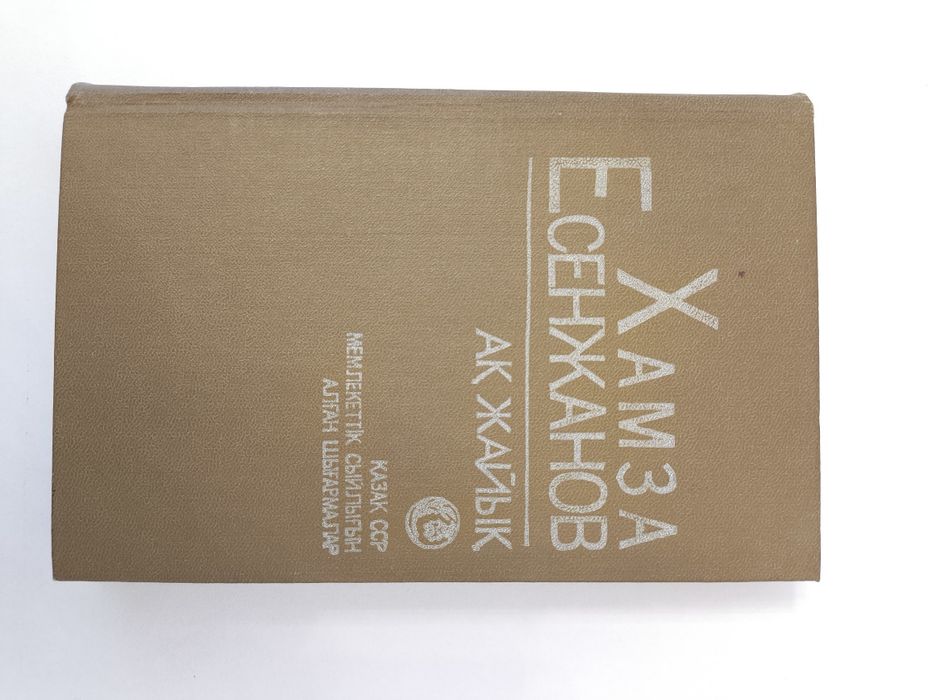 ХАМЗА
ЕСЕНЖАНОВ
АҚ ЖАЙЫҚ
ҚАЗАҚ ССР
МЕМЛЕКЕТТІК СЫЙЛЫҒЫН
АЛҒАН ШЫҒАРМАЛАР